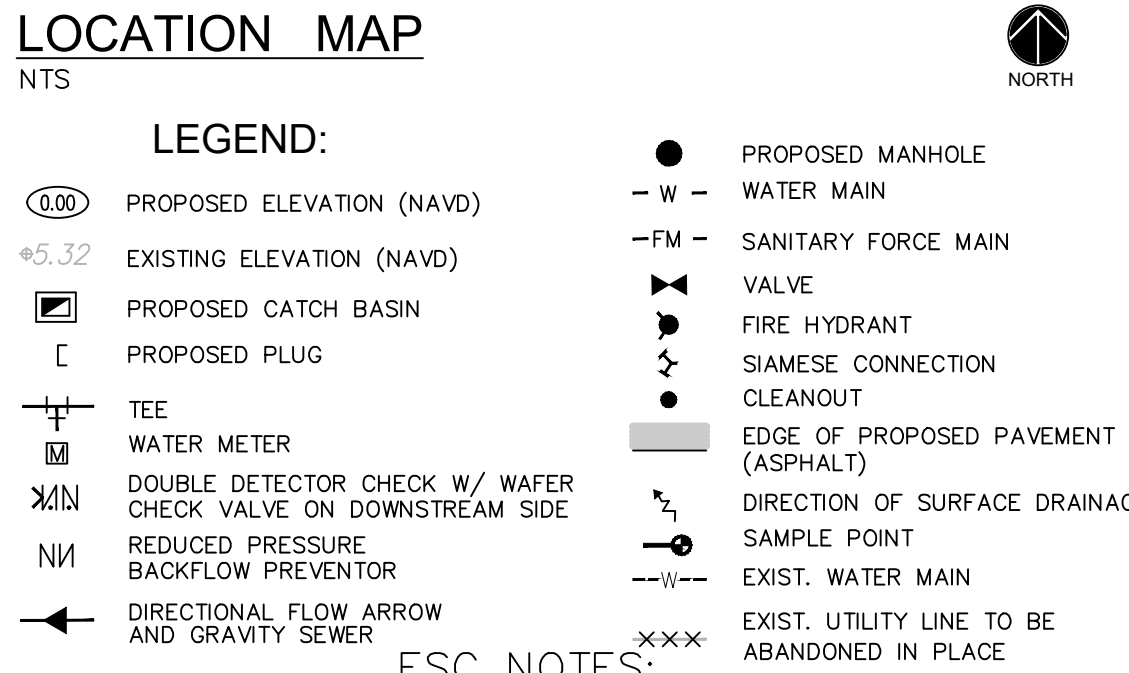 LOCATION MAP
NTS
NORTH
LEGEND:
0.00 PROPOSED ELEVATION (NAVD)
5.32 EXISTING ELEVATION (NAVD)
PROPOSED CATCH BASIN
PROPOSED PLUG
TEE
M WATER METER
DOUBLE DETECTOR CHECK W/ WAFER
CHECK VALVE ON DOWNSTREAM SIDE
REDUCED PRESSURE
BACKFLOW PREVENTOR
DIRECTIONAL FLOW ARROW
AND GRAVITY SEWER
PROPOSED MANHOLE
W WATER MAIN
FM SANITARY FORCE MAIN
VALVE
FIRE HYDRANT
SIAMESE CONNECTION
CLEANOUT
EDGE OF PROPOSED PAVEMENT
(ASPHALT)
DIRECTION OF SURFACE DRAINAG
SAMPLE POINT
W EXIST. WATER MAIN
EXIST. UTILITY LINE TO BE
ABANDONED IN PLACE
ESC NOTES: